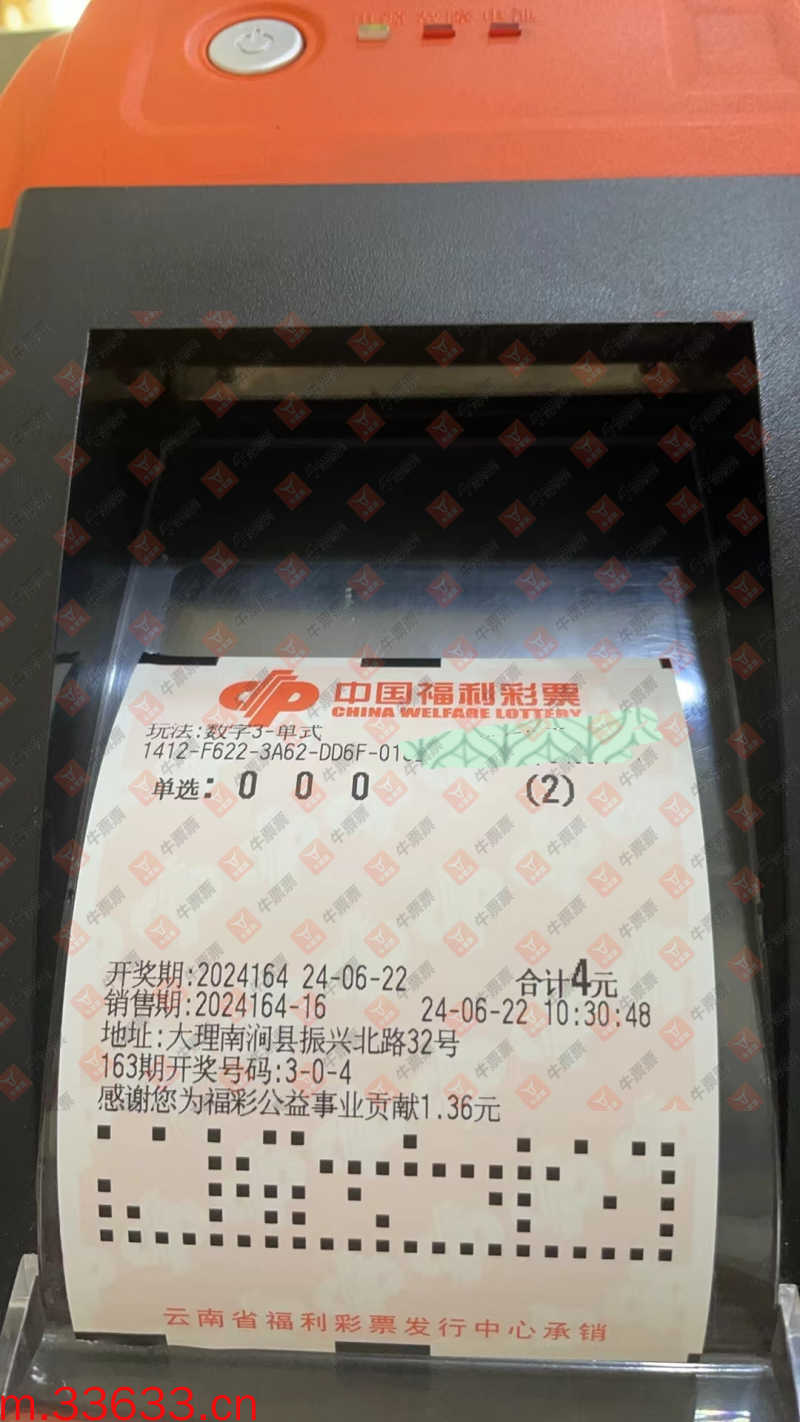 中国福利彩票
CHINA WELFARE LOTTERY
玩法:数字3-单式
1412-F622-3A62-DD6F-01
单选: 0 0 0 (2)
开奖期:2024164 24-06-22 合计4元
销售期:2024164-16 24-06-22 10:30:48
地址:大理南涧县振兴北路32号
163期开奖号码:3-0-4
感谢您为福彩公益事业贡献1.36元
云南省福利彩票发行中心承销
牛票票
m.33633.cn